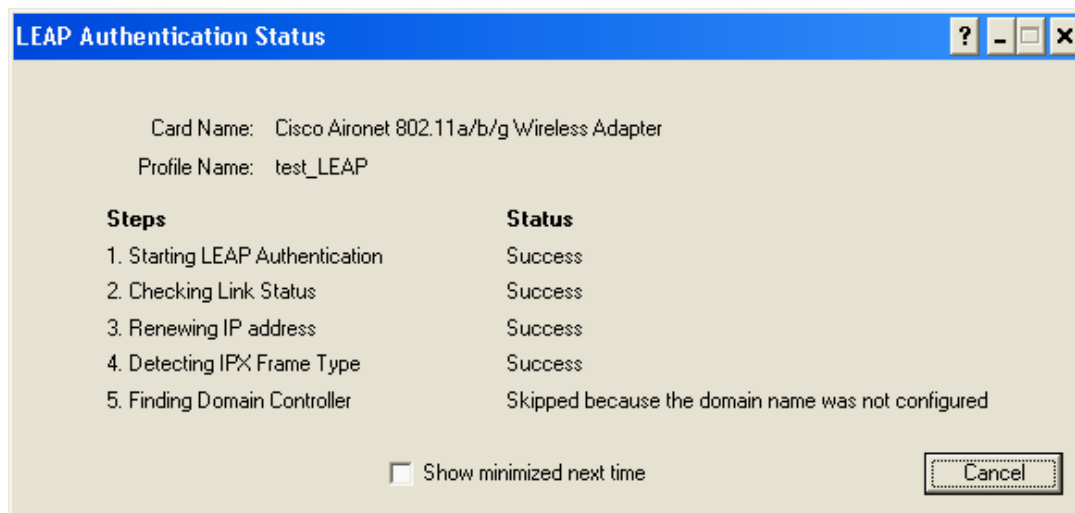 LEAP Authentication Status
Card Name: Cisco Aironet 802.11a/b/g Wireless Adapter
Profile Name: test_LEAP
Steps Status
1. Starting LEAP Authentication Success
2. Checking Link Status Success
3. Renewing IP address Success
4. Detecting IPX Frame Type Success
5. Finding Domain Controller Skipped because the domain name was not configured
Show minimized next time Cancel